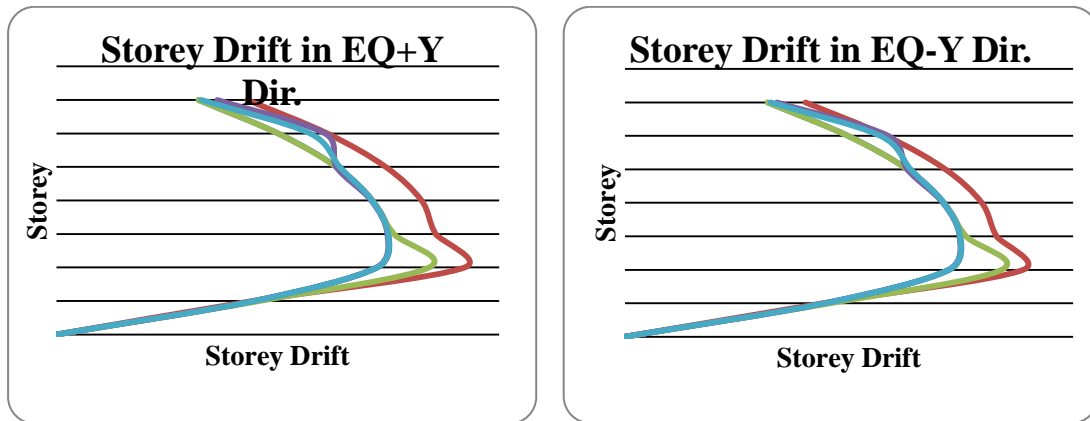 Storey Drift in EQ+Y
Dir.
Storey
Storey Drift
Storey Drift in EQ-Y Dir.
Storey
Storey Drift